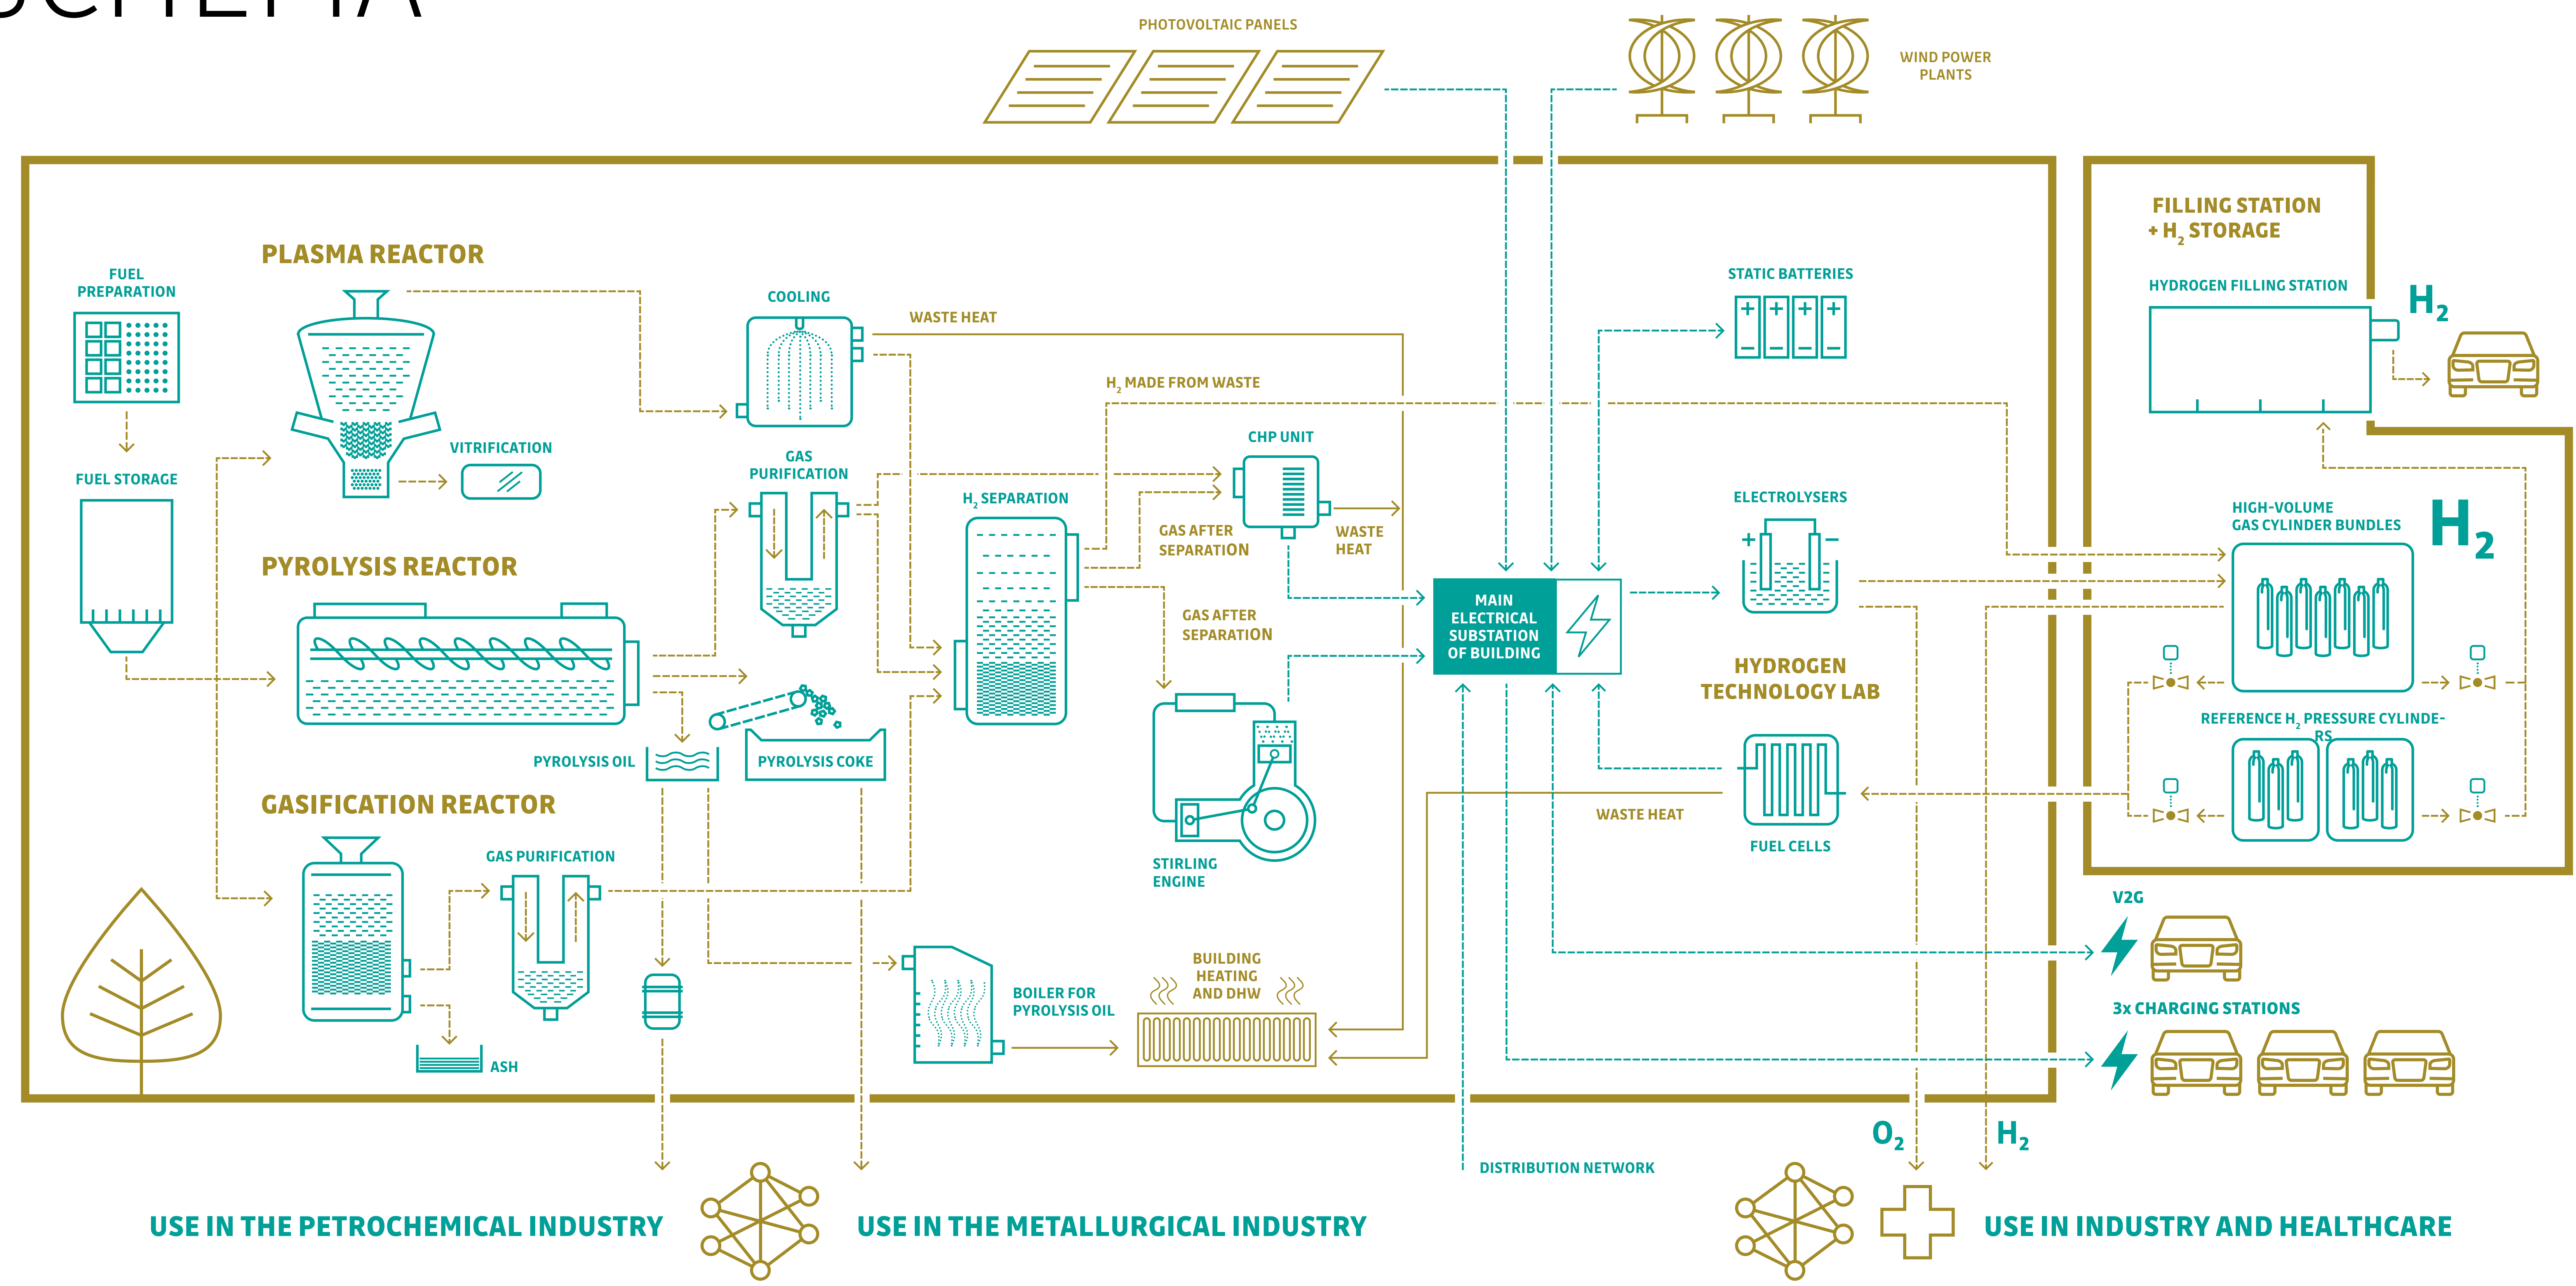 SCHEMA
PHOTOVOLTAIC PANELS
WIND POWER
PLANTS
FILLING STATION
+ H₂ STORAGE
PLASMA REACTOR
FUEL
PREPARATION
COOLING
WASTE HEAT
STATIC BATTERIES
HYDROGEN FILLING STATION
H₂
H₂ MADE FROM WASTE
VITRIFICATION
GAS
PURIFICATION
CHP UNIT
FUEL STORAGE
H₂ SEPARATION
GAS AFTER
SEPARATION
WASTE
HEAT
ELECTROLYSERS
+ −
HIGH-VOLUME
GAS CYLINDER BUNDLES
H₂
PYROLYSIS REACTOR
GAS AFTER
SEPARATION
MAIN
ELECTRICAL
SUBSTATION
OF BUILDING
HYDROGEN
TECHNOLOGY LAB
REFERENCE H₂ PRESSURE CYLINDE-
RS
PYROLYSIS OIL
PYROLYSIS COKE
GASIFICATION REACTOR
GAS PURIFICATION
STIRLING
ENGINE
WASTE HEAT
FUEL CELLS
V2G
BUILDING
HEATING
AND DHW
BOILER FOR
PYROLYSIS OIL
3x CHARGING STATIONS
ASH
O₂
H₂
DISTRIBUTION NETWORK
USE IN THE PETROCHEMICAL INDUSTRY
USE IN THE METALLURGICAL INDUSTRY
USE IN INDUSTRY AND HEALTHCARE